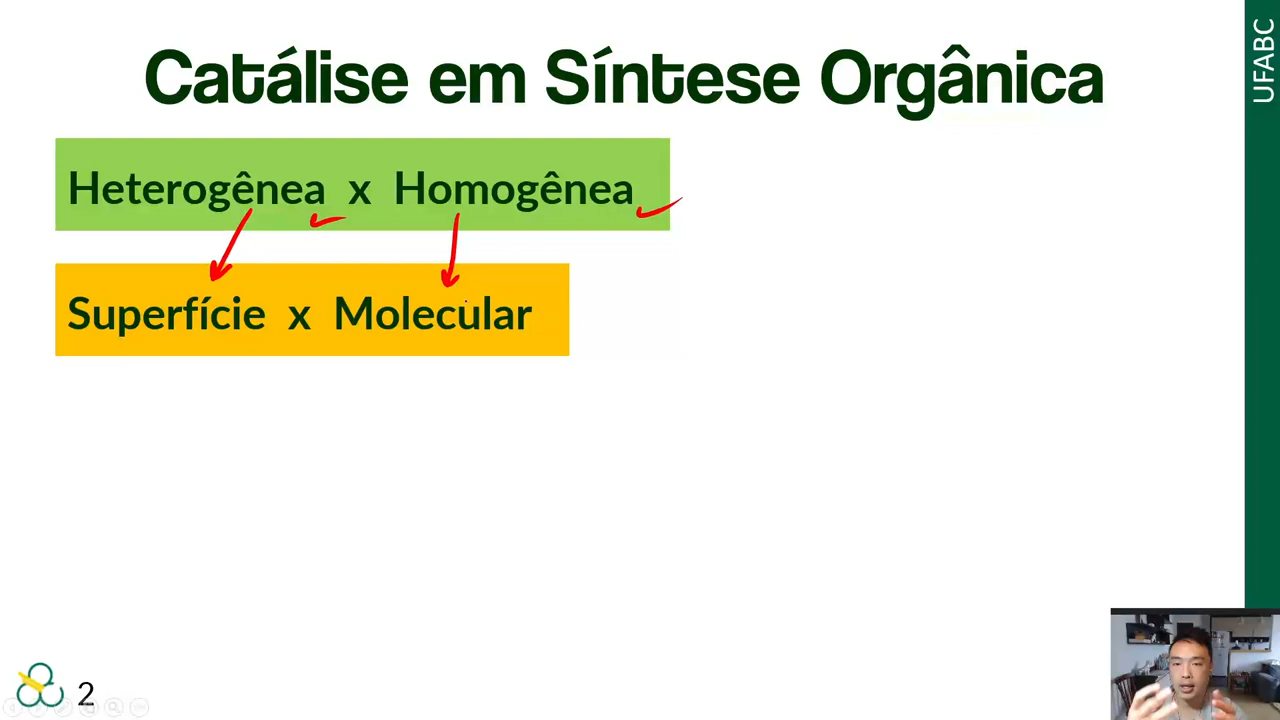 Catálise em Síntese Orgânica
UFABC
Heterogênea x Homogênea
Superfície x Molecular
2